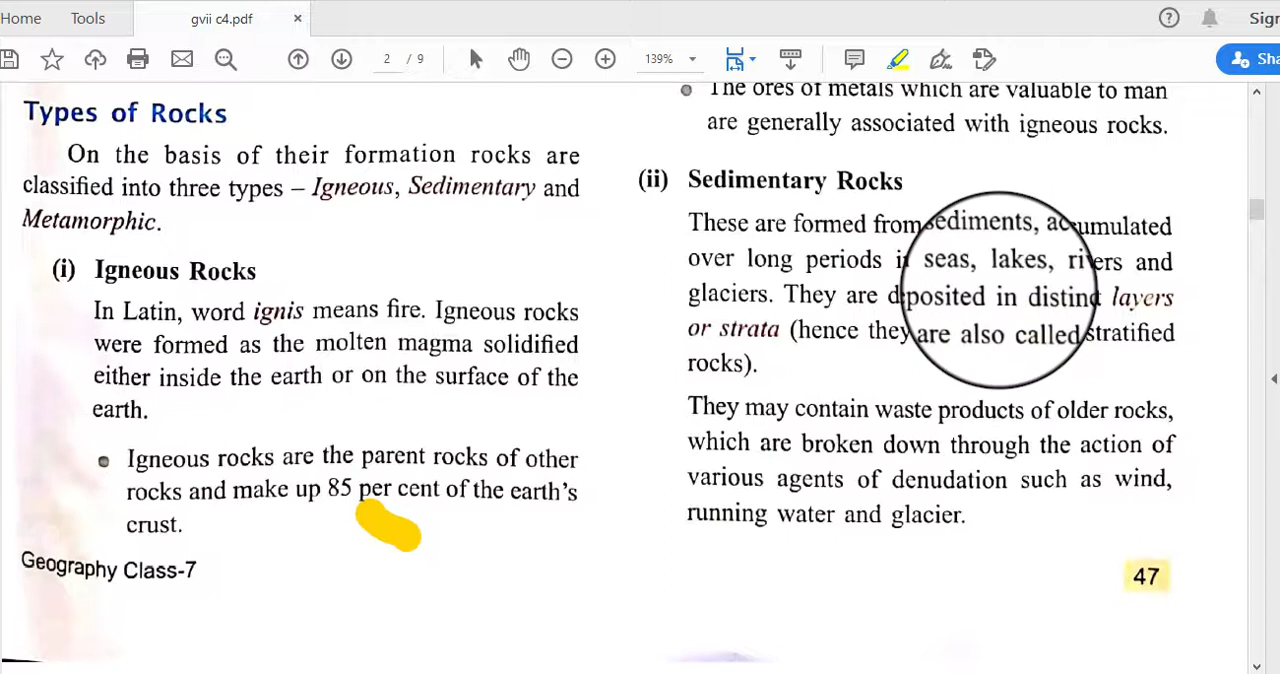 Home
Tools
gvii c4.pdf
×
Sign
2 / 9
139%
Sha
Types of Rocks
On the basis of their formation rocks are
classified into three types – Igneous, Sedimentary and
Metamorphic.
(i) Igneous Rocks
In Latin, word ignis means fire. Igneous rocks
were formed as the molten magma solidified
either inside the earth or on the surface of the
earth.
Igneous rocks are the parent rocks of other
rocks and make up 85 per cent of the earth's
crust.
Geography Class-7
The ores of metals which are valuable to man
are generally associated with igneous rocks.
(ii) Sedimentary Rocks
These are formed from sediments, accumulated
over long periods in seas, lakes, rivers and
glaciers. They are deposited in distinct layers
or strata (hence they are also called stratified
rocks).
They may contain waste products of older rocks,
which are broken down through the action of
various agents of denudation such as wind,
running water and glacier.
47